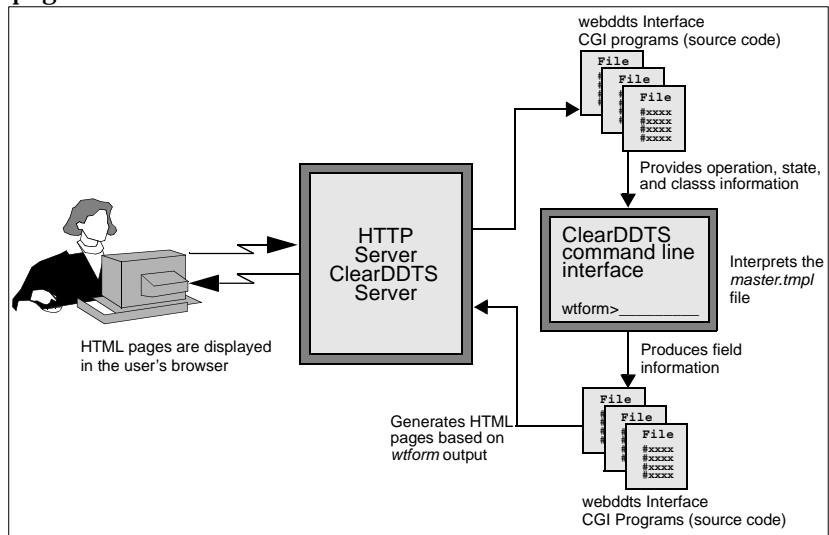 webddts Interface
CGI programs (source code)
File
File
File
#xxxx
#xxxx
#xxxx
#xxxx
Provides operation, state,
and classs information
HTTP
Server
ClearDDTS
Server
ClearDDTS
command line
interface
wtform>
Interprets the
master.tmpl
file
HTML pages are displayed
in the user's browser
Produces field
information
Generates HTML
pages based on
wtform output
File
File
File
#xxxx
#xxxx
#xxxx
#xxxx
webddts Interface
CGI Programs (source code)